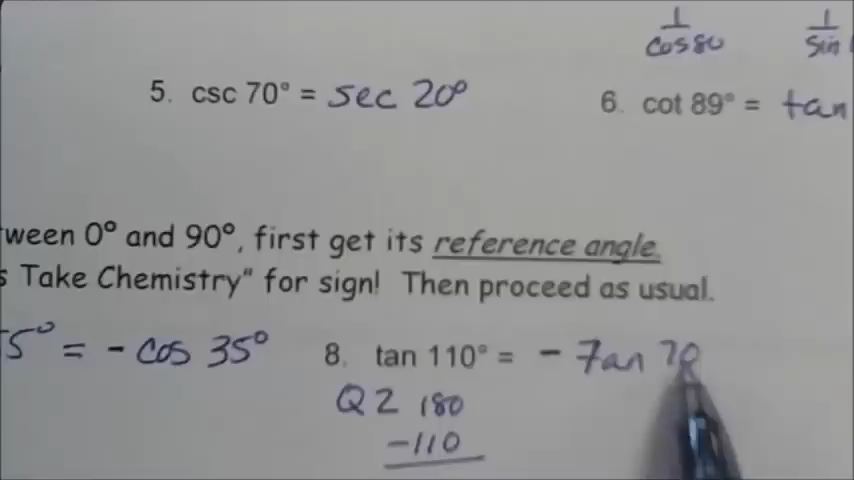 1 1
cos 80 sin
5. csc 70° = sec 20°
6. cot 89° = tan
ween 0° and 90°, first get its reference angle.
s Take Chemistry" for sign! Then proceed as usual.
5° = - cos 35°
8. tan 110° = - Tan 70
Q2 180
-110